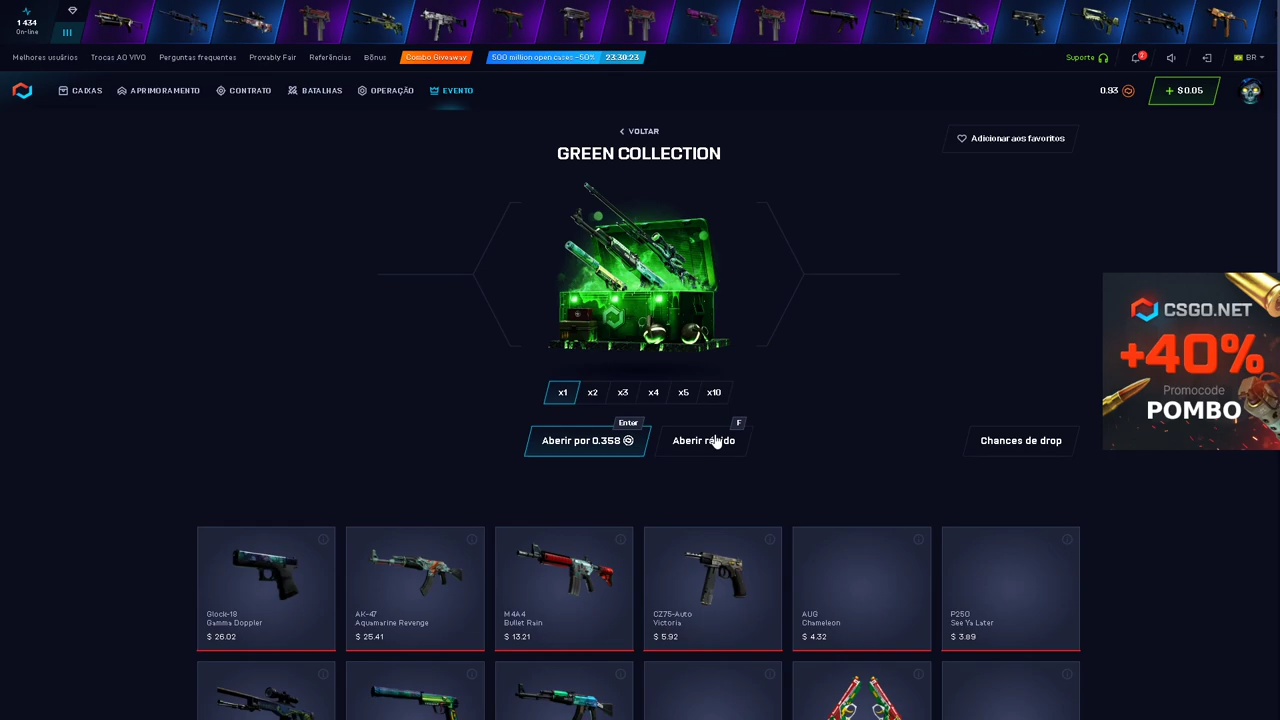 1 434
On-line
Melhores usuários
Trocas AO VIVO
Perguntas frequentes
Provably Fair
Referências
Bônus
Combo Giveaway
500 million open cases -50%
23:30:23
Suporte
2
BR
CAIXAS
APRIMORAMENTO
CONTRATO
BATALHAS
OPERAÇÃO
EVENTO
0.93
+ $ 0.05
VOLTAR
GREEN COLLECTION
Adicionar aos favoritos
CSGO.NET
+40%
Promocode
POMBO
x1
x2
x3
x4
x5
x10
Enter
F
Aberir por 0.358
Aberir rápido
Chances de drop
Glock-18
Gamma Doppler
$ 26.02
AK-47
Aquamarine Revenge
$ 25.41
M4A4
Bullet Rain
$ 13.21
CZ75-Auto
Victoria
$ 5.92
AUG
Chameleon
$ 4.32
P250
See Ya Later
$ 3.89